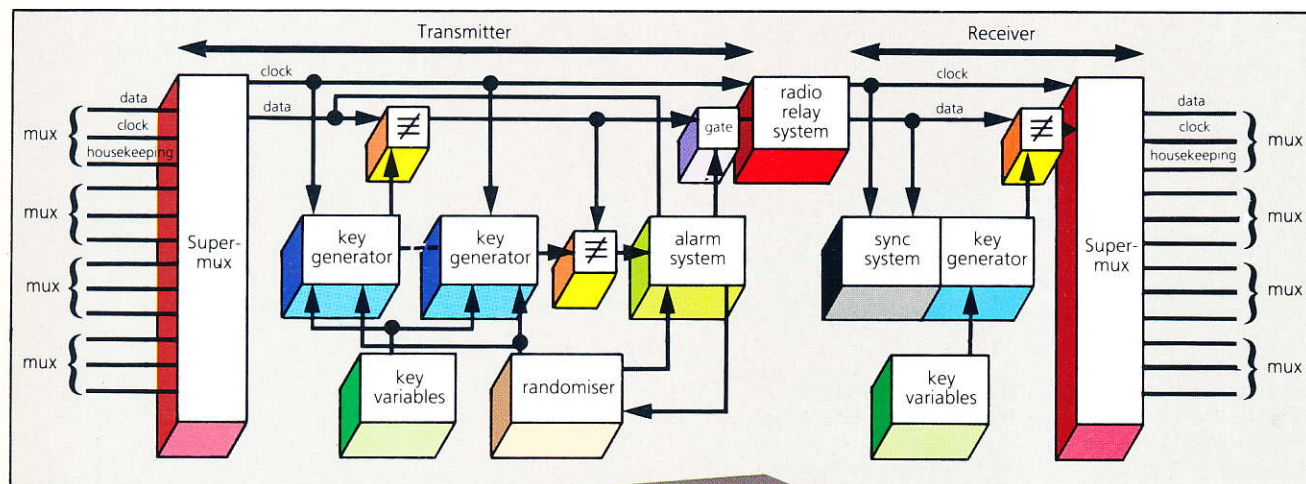 Transmitter
Receiver
clock
data
data
clock
housekeeping
mux
mux
mux
mux
Super-
mux
≠
key
generator
key
generator
≠
alarm
system
gate
radio
relay
system
key
variables
randomiser
clock
data
≠
sync
system
key
generator
key
variables
Super-
mux
data
clock
housekeeping
mux
mux
mux
mux